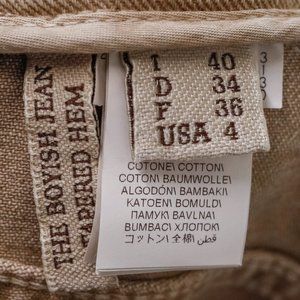 THE BOYISH JEAN
TAPERED HEM
I 40
D 34
F 36
USA 4
COTONE\ COTTON\
COTON\ BAUMWOLLE\
ALGODÓN\ BAMBAKI\
KATOEN\ BOMULD\
ПАМУК\ BAVLNA\
BUMBAC\ ХЛОПОК\
コットン\ 全棉\ قطن